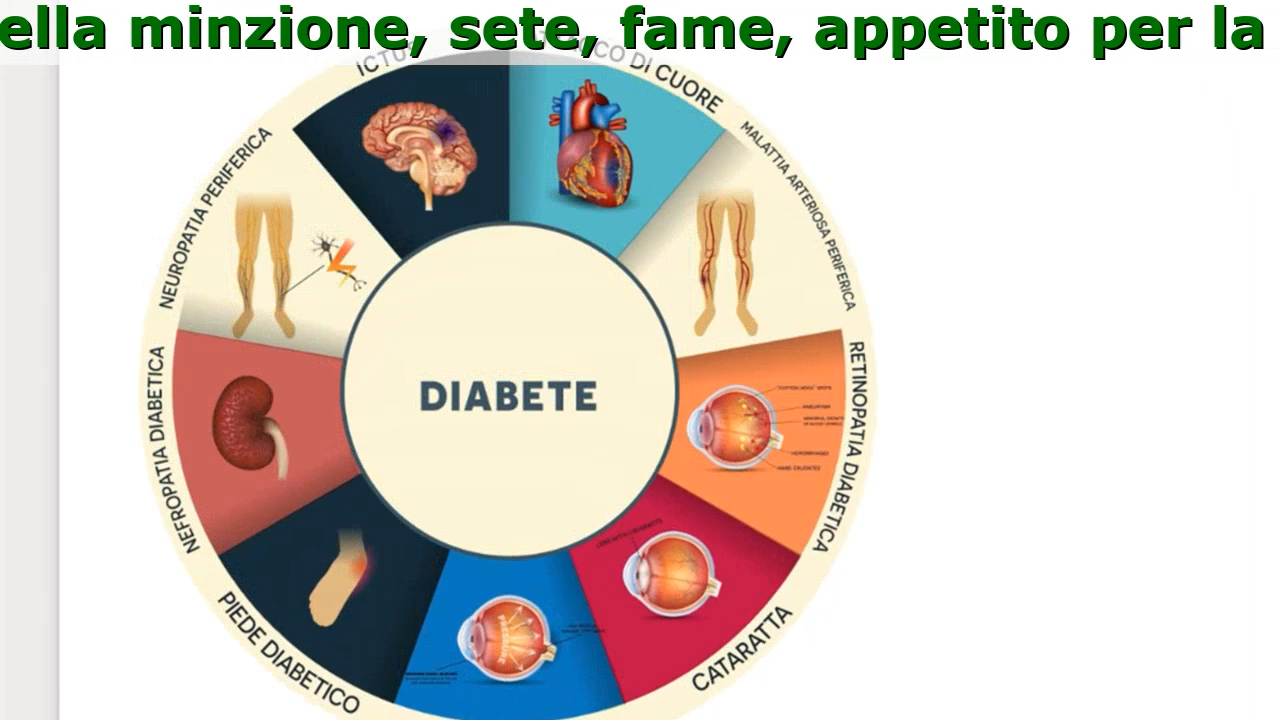 ella minzione, sete, fame, appetito per la
DI CUORE
MALATTIA ARTERIOSA PERIFERICA
NEUROPATIA PERIFERICA
RETINOPATIA DIABETICA
DIABETE
NEFROPATIA DIABETICA
PRESSURE
PIEDE DIABETICO
CATARATTA